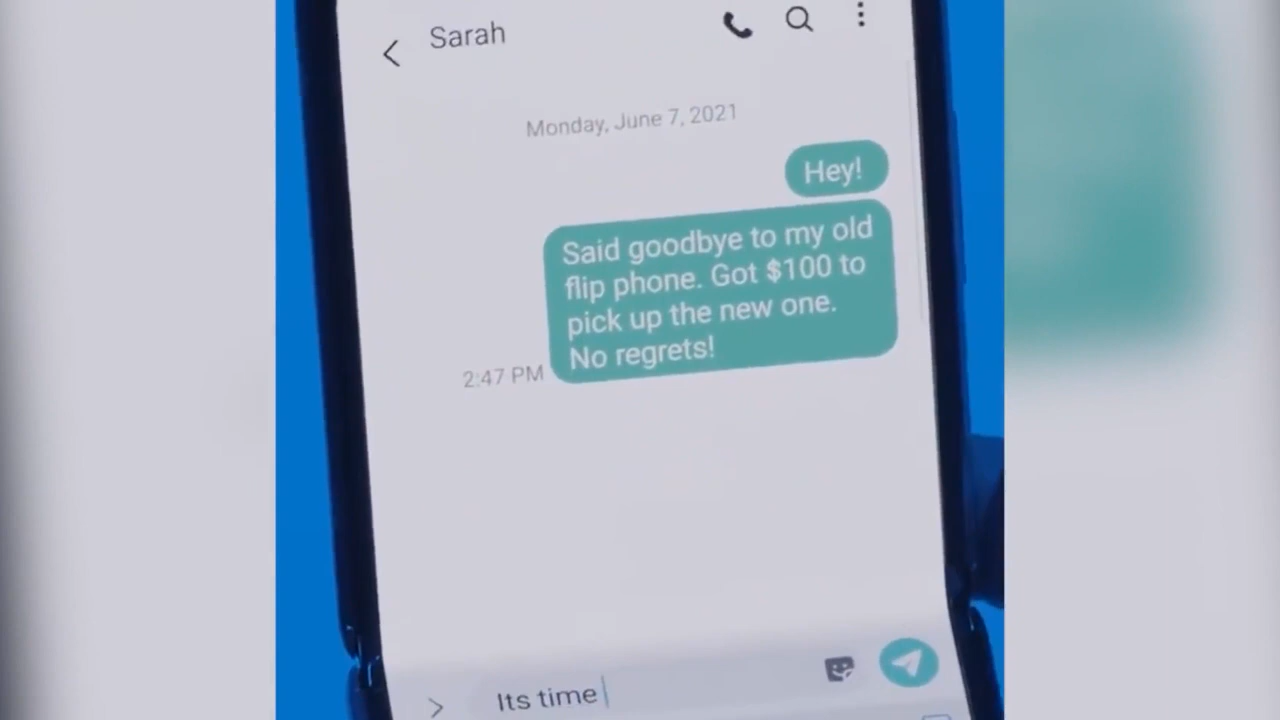 Sarah
Monday, June 7, 2021
Hey!
Said goodbye to my old
flip phone. Got $100 to
pick up the new one.
No regrets!
2:47 PM
Its time